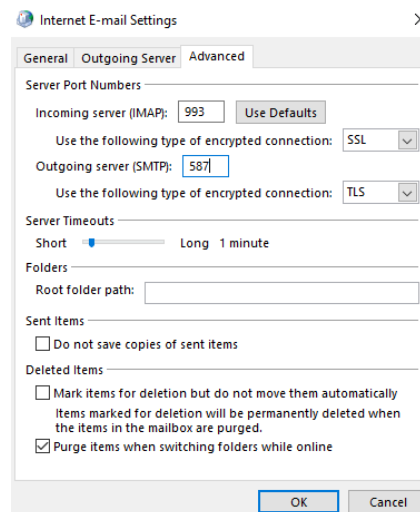 Internet E-mail Settings
General Outgoing Server Advanced
Server Port Numbers
Incoming server (IMAP): 993 Use Defaults
Use the following type of encrypted connection: SSL
Outgoing server (SMTP): 587
Use the following type of encrypted connection: TLS
Server Timeouts
Short Long 1 minute
Folders
Root folder path:
Sent Items
Do not save copies of sent items
Deleted Items
Mark items for deletion but do not move them automatically
Items marked for deletion will be permanently deleted when
the items in the mailbox are purged.
Purge items when switching folders while online
OK Cancel